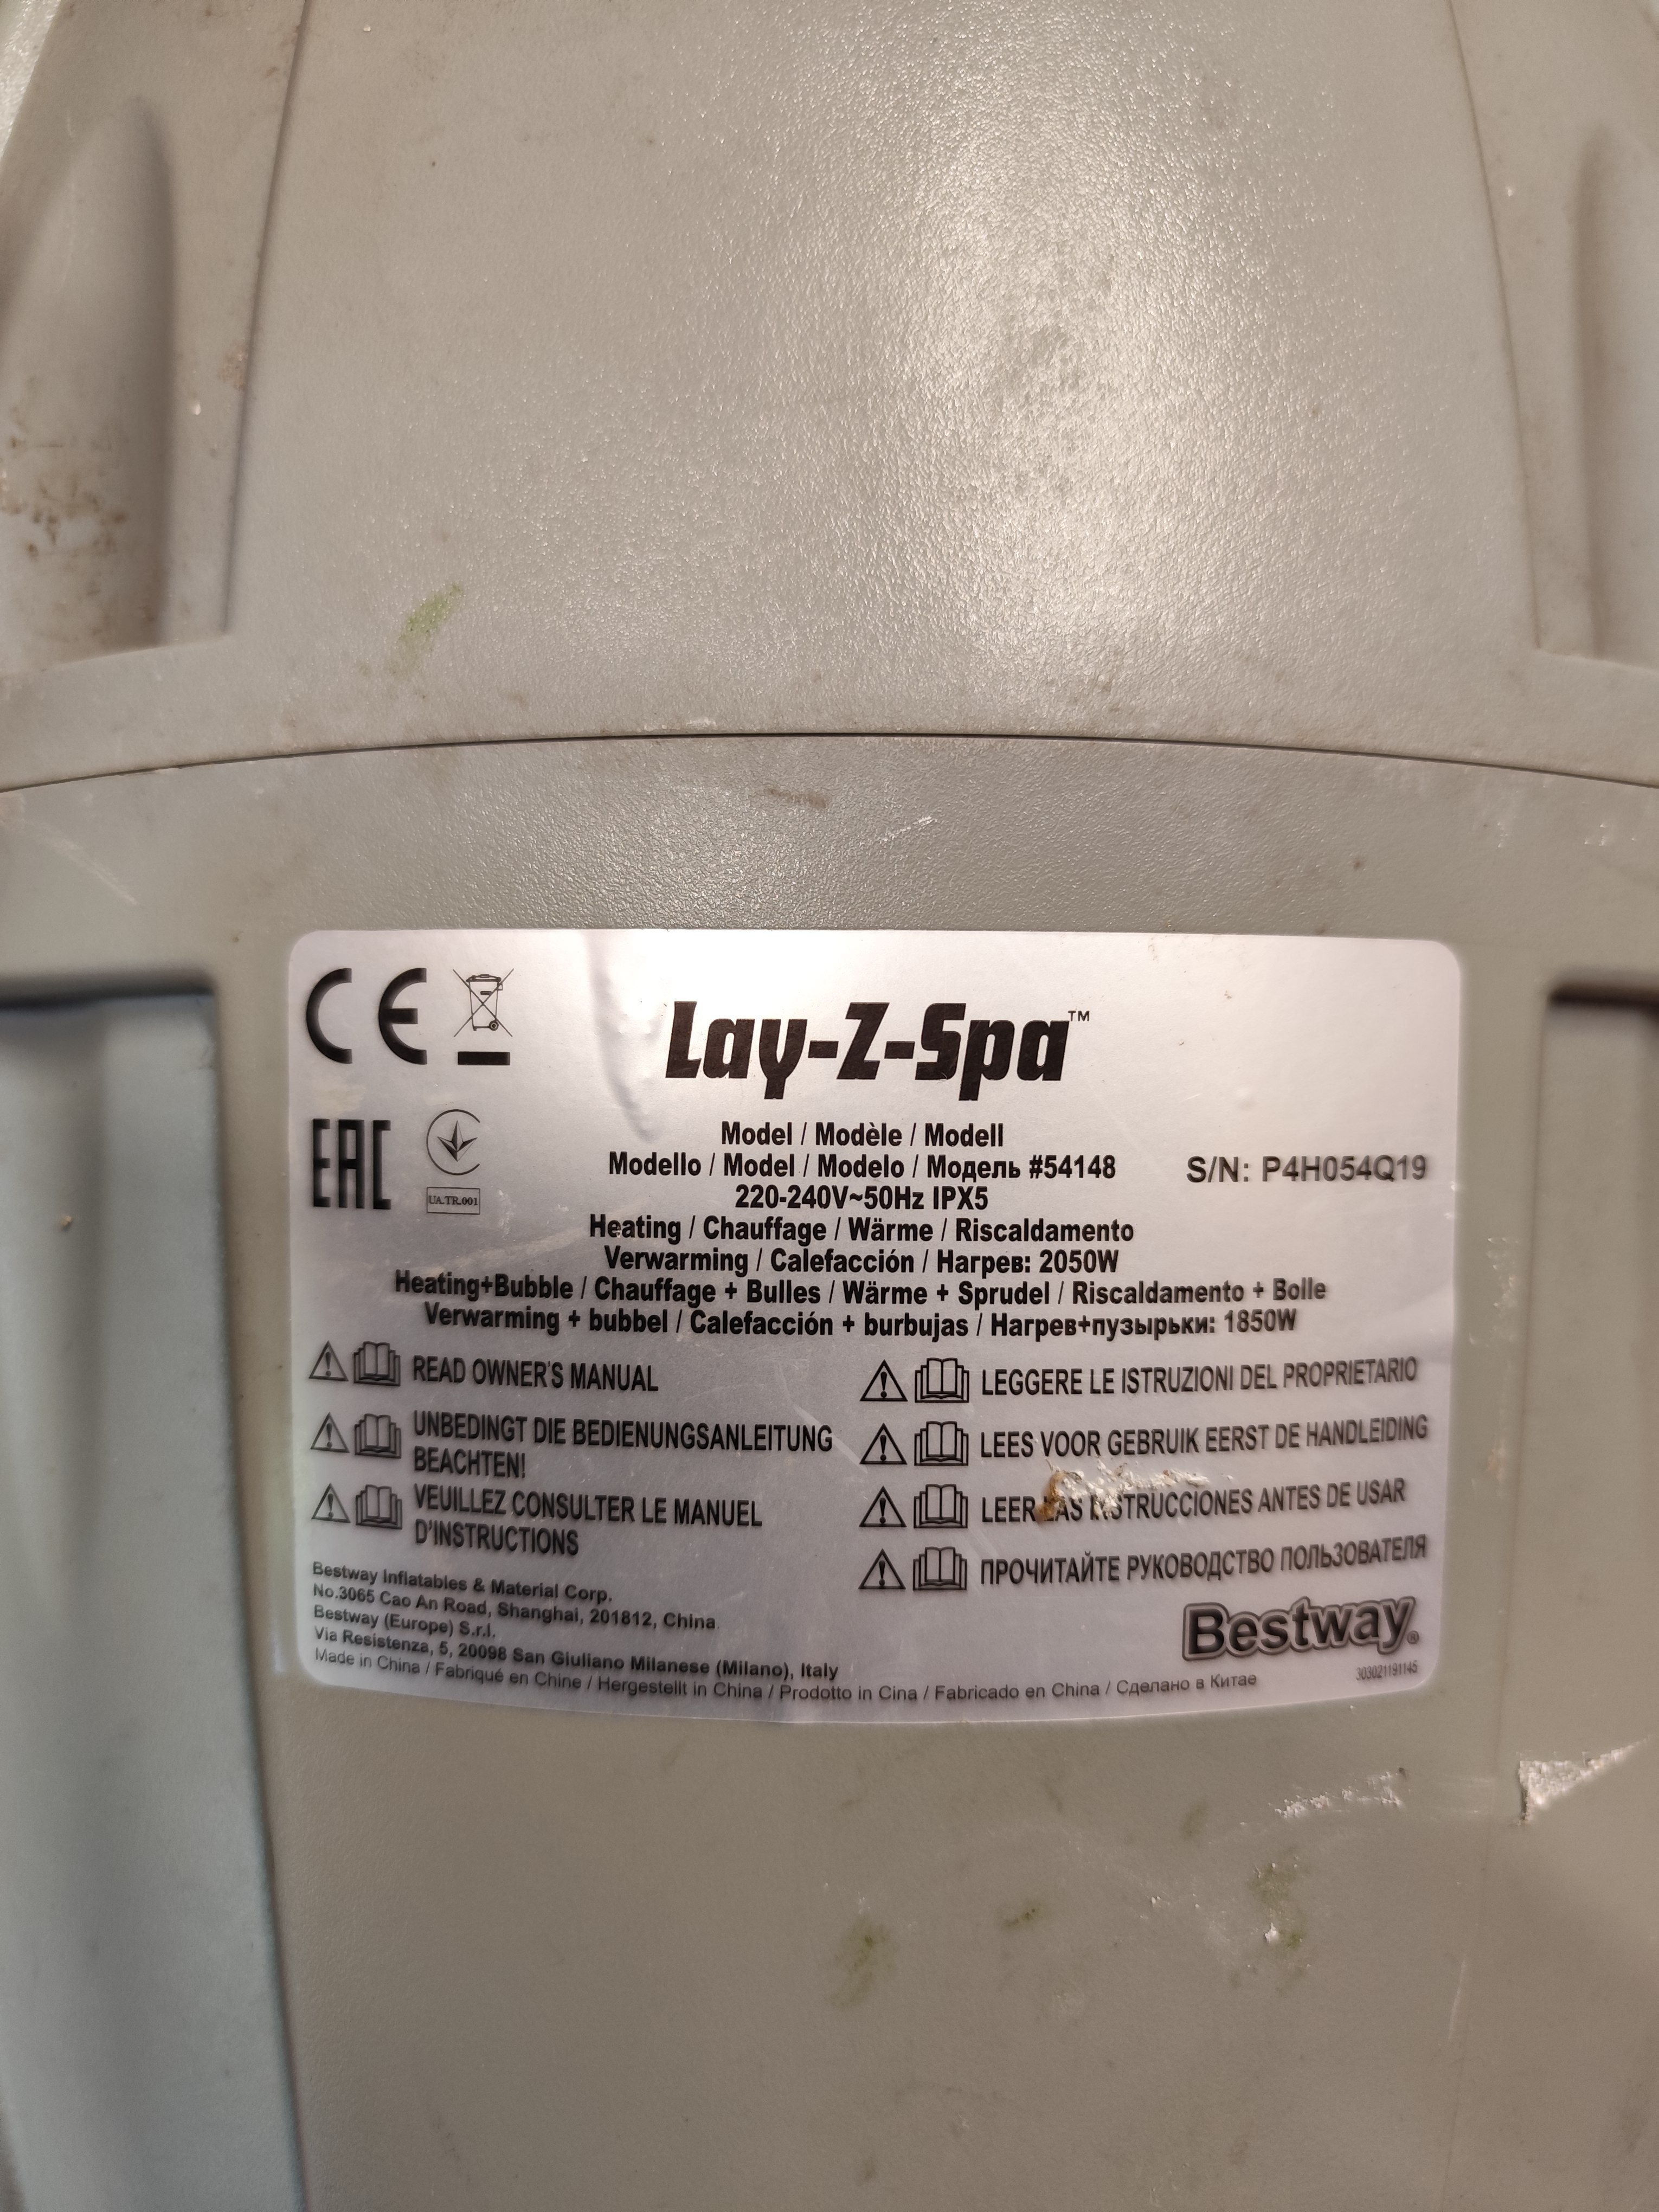 CE
Lay-Z-Spa™
EAC
UA.TR.001
Model / Modèle / Modell
Modello / Model / Modelo / Модель #54148
S/N: P4H054Q19
220-240V~50Hz IPX5
Heating / Chauffage / Wärme / Riscaldamento
Verwarming / Calefacción / Нагрев: 2050W
Heating+Bubble / Chauffage + Bulles / Wärme + Sprudel / Riscaldamento + Bolle
Verwarming + bubbel / Calefacción + burbujas / Нагрев+пузырьки: 1850W
READ OWNER'S MANUAL
UNBEDINGT DIE BEDIENUNGSANLEITUNG
BEACHTEN!
VEUILLEZ CONSULTER LE MANUEL
D'INSTRUCTIONS
LEGGERE LE ISTRUZIONI DEL PROPRIETARIO
LEES VOOR GEBRUIK EERST DE HANDLEIDING
LEER LAS INSTRUCCIONES ANTES DE USAR
ПРОЧИТАЙТЕ РУКОВОДСТВО ПОЛЬЗОВАТЕЛЯ
Bestway Inflatables & Material Corp.
No.3065 Cao An Road, Shanghai, 201812, China
Bestway (Europe) S.r.l.
Via Resistenza, 5, 20098 San Giuliano Milanese (Milano), Italy
Made in China / Fabriqué en Chine / Hergestellt in China / Prodotto in Cina / Fabricado en China / Сделано в Китае
Bestway®
303021191145